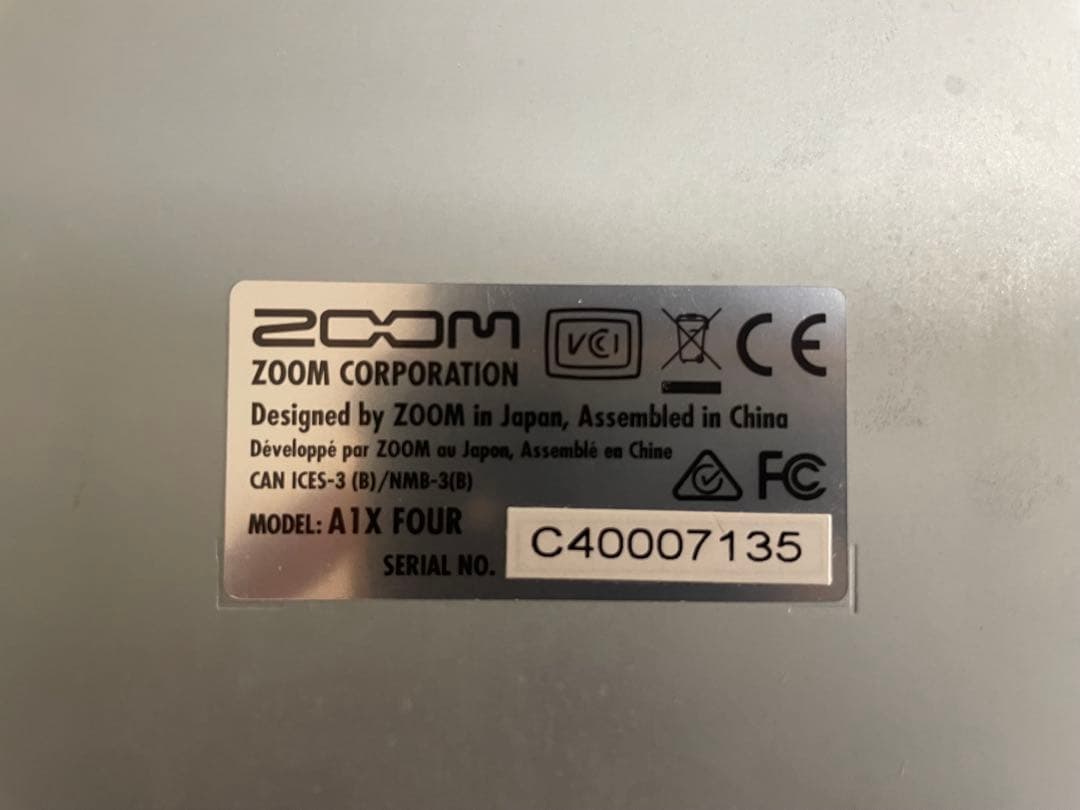 ZOOM VCCI CE
ZOOM CORPORATION
Designed by ZOOM in Japan, Assembled in China
Développé par ZOOM au Japon, Assemblé en Chine
CAN ICES-3 (B)/NMB-3(B) FC
MODEL: A1X FOUR
SERIAL NO. C40007135